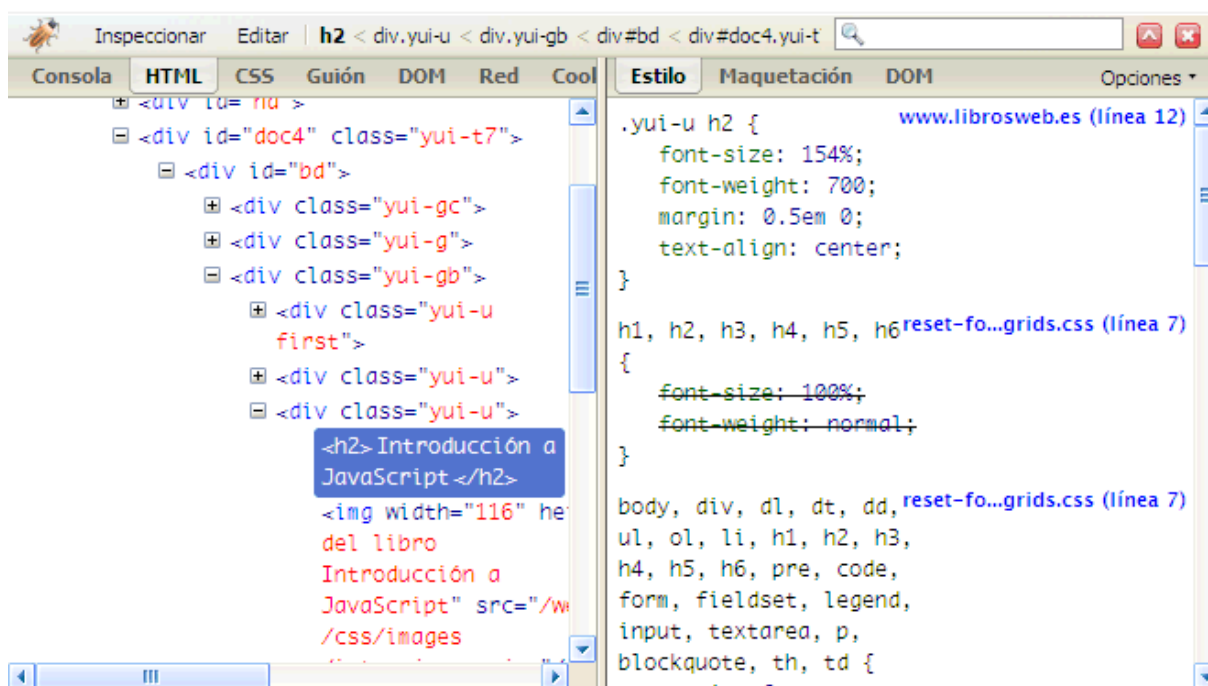 Inspeccionar Editar h2 < div.yui-u < div.yui-gb < div#bd < div#doc4.yui-t
Consola HTML CSS Guión DOM Red Cool
<div id="doc4" class="yui-t7">
<div id="bd">
<div class="yui-gc">
<div class="yui-g">
<div class="yui-gb">
<div class="yui-u
first">
<div class="yui-u">
<div class="yui-u">
<h2>Introducción a
JavaScript</h2>
<img width="116" he
del libro
Introducción a
JavaScript" src="/w
/css/images
Estilo Maquetación DOM Opciones
.yui-u h2 { www.librosweb.es (línea 12)
font-size: 154%;
font-weight: 700;
margin: 0.5em 0;
text-align: center;
}
h1, h2, h3, h4, h5, h6 reset-fo...grids.css (línea 7)
{
font-size: 100%;
font-weight: normal;
}
body, div, dl, dt, dd, reset-fo...grids.css (línea 7)
ul, ol, li, h1, h2, h3,
h4, h5, h6, pre, code,
form, fieldset, legend,
input, textarea, p,
blockquote, th, td {